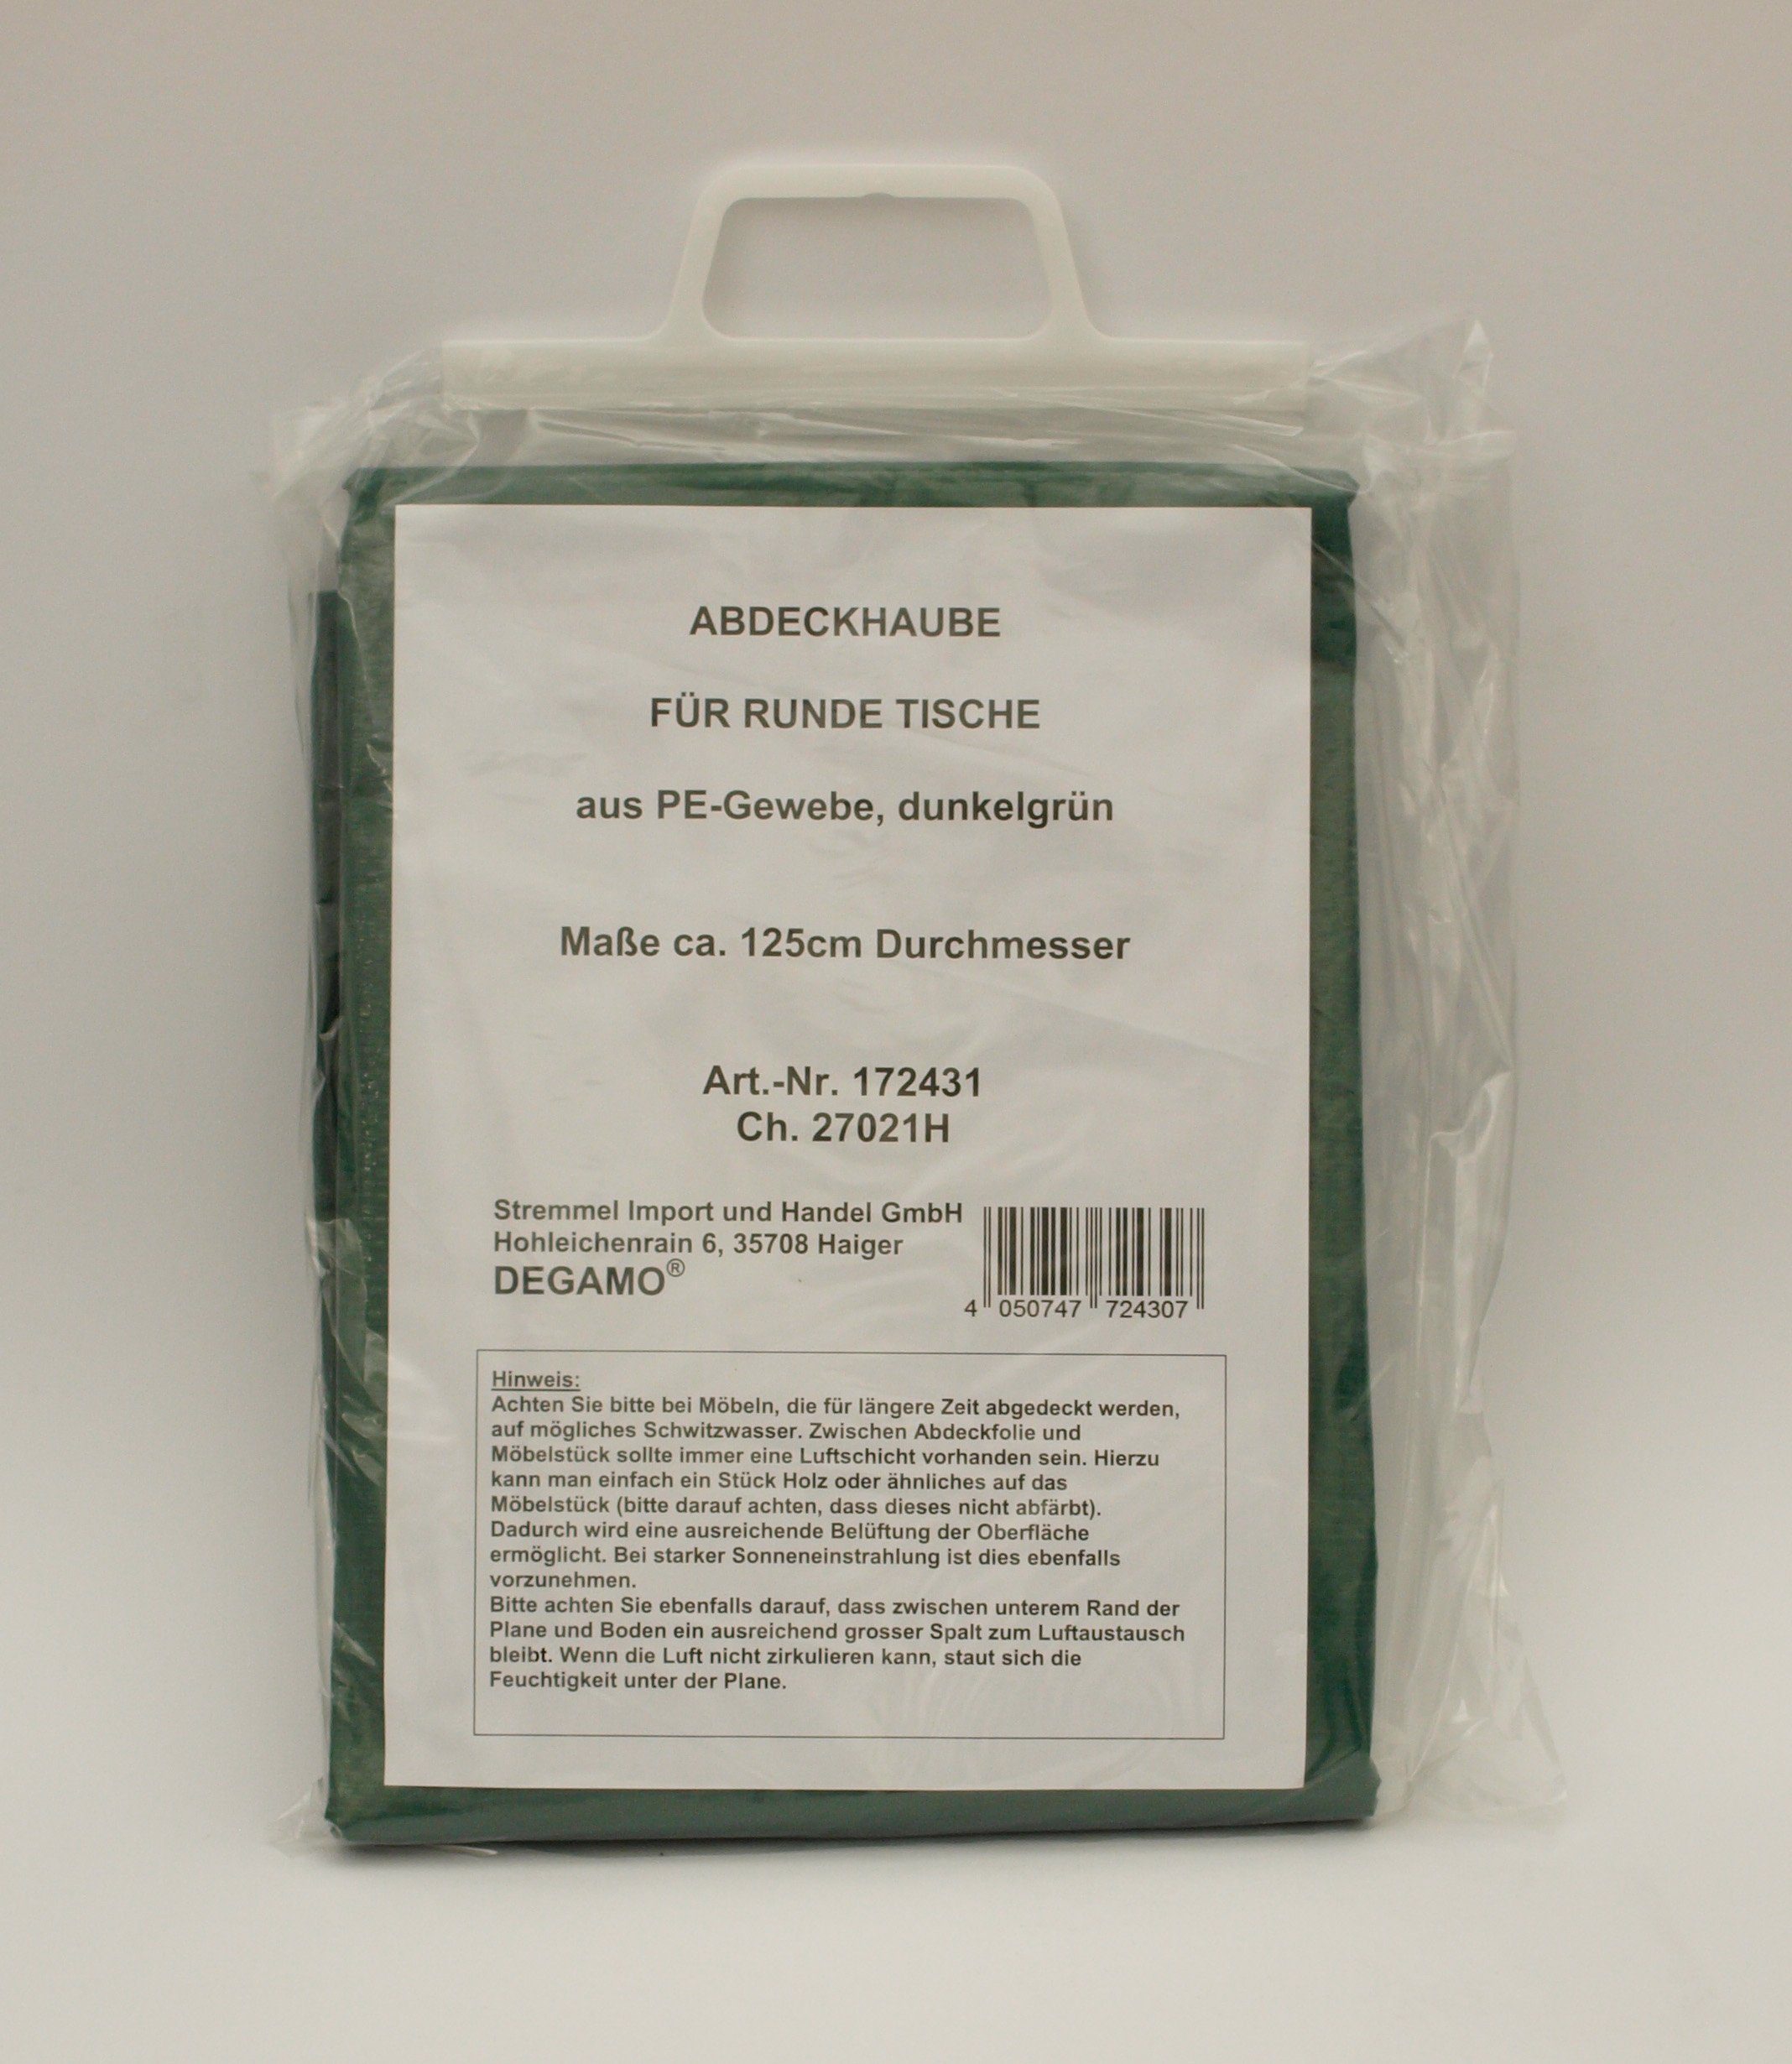 ABDECKHAUBE
FÜR RUNDE TISCHE
aus PE-Gewebe, dunkelgrün
Maße ca. 125cm Durchmesser
Art.-Nr. 172431
Ch. 27021H
Stremmel Import und Handel GmbH
Hohleichenrain 6, 35708 Haiger
DEGAMO®
4 050747 724307
Hinweis:
Achten Sie bitte bei Möbeln, die für längere Zeit abgedeckt werden,
auf mögliches Schwitzwasser. Zwischen Abdeckfolie und
Möbelstück sollte immer eine Luftschicht vorhanden sein. Hierzu
kann man einfach ein Stück Holz oder ähnliches auf das
Möbelstück (bitte darauf achten, dass dieses nicht abfärbt).
Dadurch wird eine ausreichende Belüftung der Oberfläche
ermöglicht. Bei starker Sonneneinstrahlung ist dies ebenfalls
vorzunehmen.
Bitte achten Sie ebenfalls darauf, dass zwischen unterem Rand der
Plane und Boden ein ausreichend grosser Spalt zum Luftaustausch
bleibt. Wenn die Luft nicht zirkulieren kann, staut sich die
Feuchtigkeit unter der Plane.